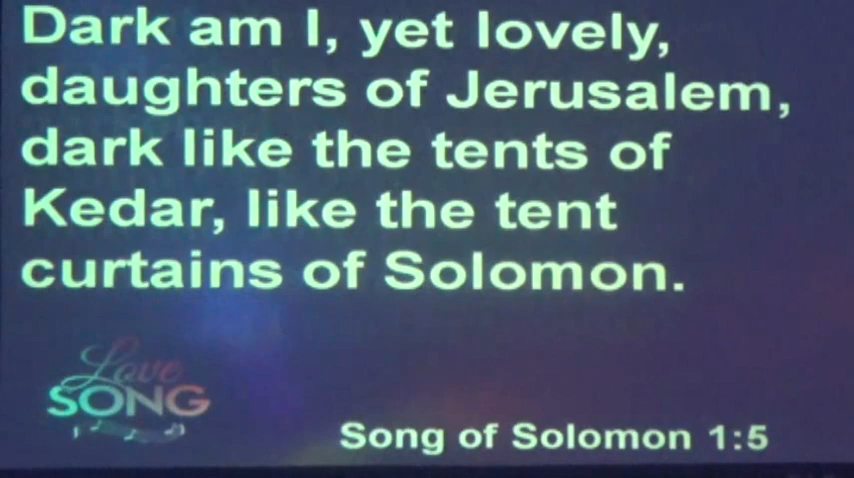 Dark am I, yet lovely,
daughters of Jerusalem,
dark like the tents of
Kedar, like the tent
curtains of Solomon.
Love
SONG
Song of Solomon 1:5